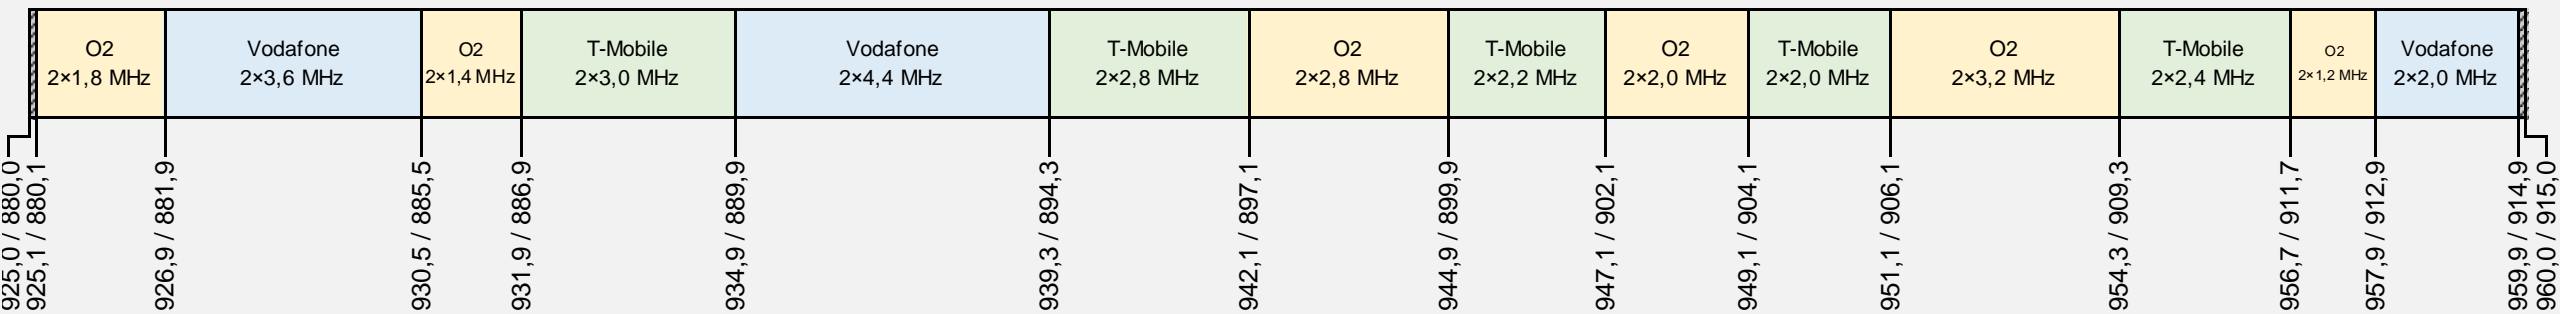 O2
2×1,8 MHz
Vodafone
2×3,6 MHz
O2
2×1,4 MHz
T-Mobile
2×3,0 MHz
Vodafone
2×4,4 MHz
T-Mobile
2×2,8 MHz
O2
2×2,8 MHz
T-Mobile
2×2,2 MHz
O2
2×2,0 MHz
T-Mobile
2×2,0 MHz
O2
2×3,2 MHz
T-Mobile
2×2,4 MHz
O2
2×1,2 MHz
Vodafone
2×2,0 MHz
925,0 / 880,0
925,1 / 880,1
926,9 / 881,9
930,5 / 885,5
931,9 / 886,9
934,9 / 889,9
939,3 / 894,3
942,1 / 897,1
944,9 / 899,9
947,1 / 902,1
949,1 / 904,1
951,1 / 906,1
954,3 / 909,3
956,7 / 911,7
957,9 / 912,9
959,9 / 914,9
960,0 / 915,0